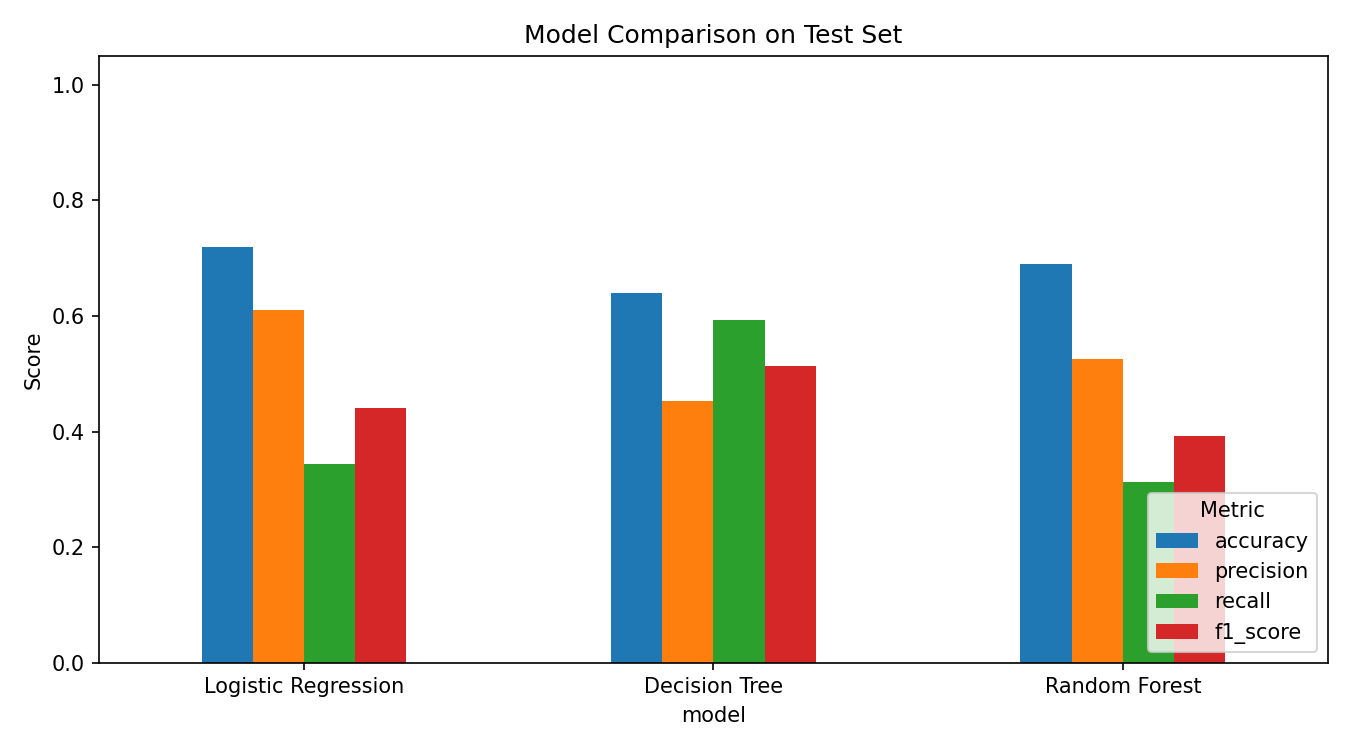 Model Comparison on Test Set
1.0
0.8
0.6
0.4
0.2
0.0
Score
Metric
accuracy
precision
recall
f1_score
Logistic Regression
Decision Tree
Random Forest
model